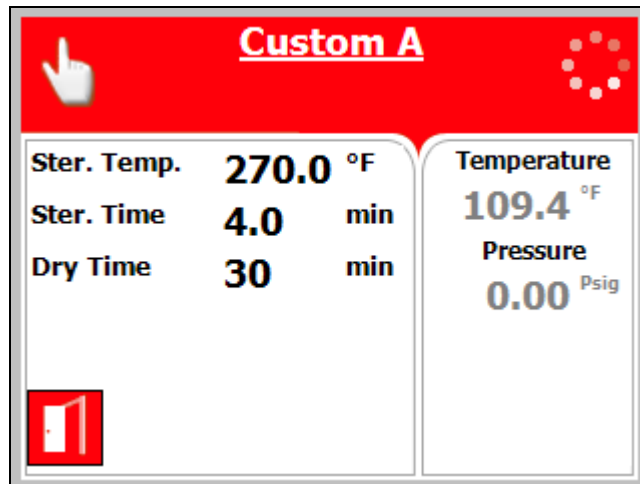 Custom A
Ster. Temp. 270.0 °F
Ster. Time 4.0 min
Dry Time 30 min
Temperature
109.4 °F
Pressure
0.00 Psig